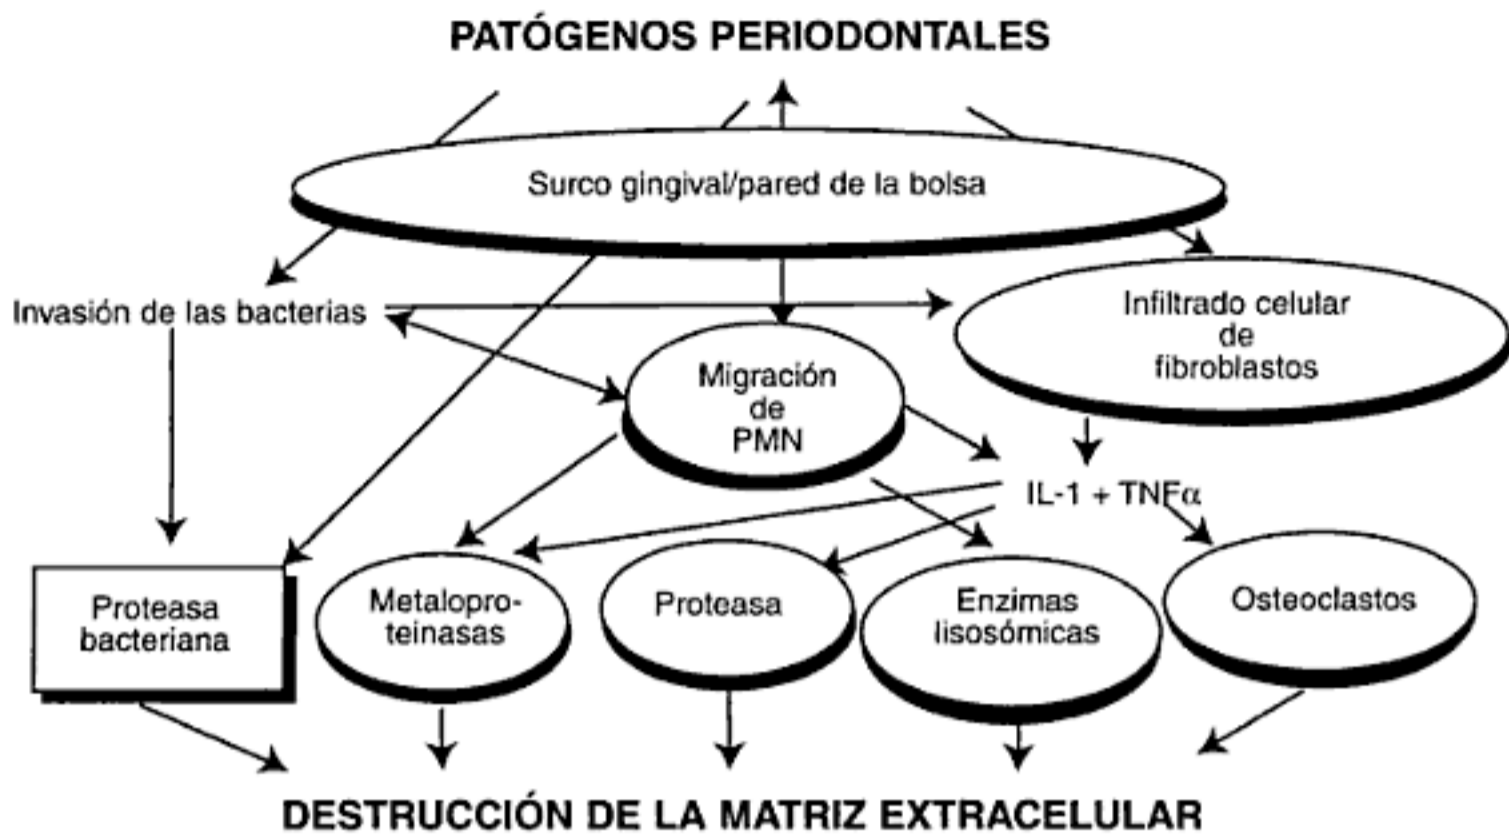 PATÓGENOS PERIODONTALES
Surco gingival/pared de la bolsa
Invasión de las bacterias
Infiltrado celular
de
fibroblastos
Migración
de
PMN
IL-1 + TNFα
Proteasa
bacteriana
Metalopro-
teinasas
Proteasa
Enzimas
lisosómicas
Osteoclastos
DESTRUCCIÓN DE LA MATRIZ EXTRACELULAR